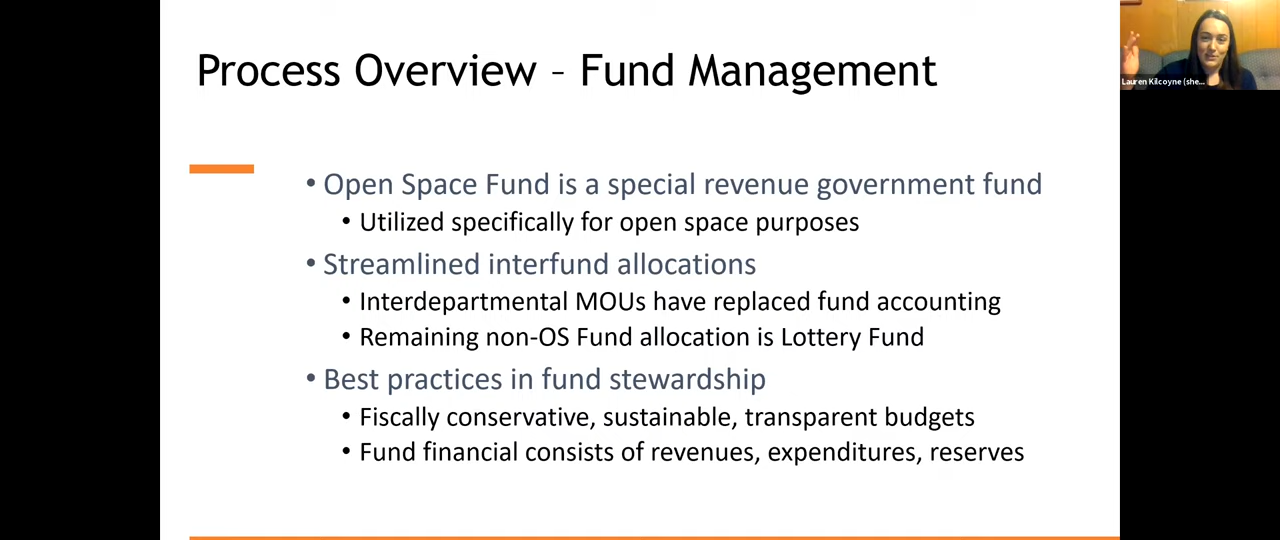 Process Overview – Fund Management
Lauren Kilcoyne (she...
• Open Space Fund is a special revenue government fund
• Utilized specifically for open space purposes
• Streamlined interfund allocations
• Interdepartmental MOUs have replaced fund accounting
• Remaining non-OS Fund allocation is Lottery Fund
• Best practices in fund stewardship
• Fiscally conservative, sustainable, transparent budgets
• Fund financial consists of revenues, expenditures, reserves